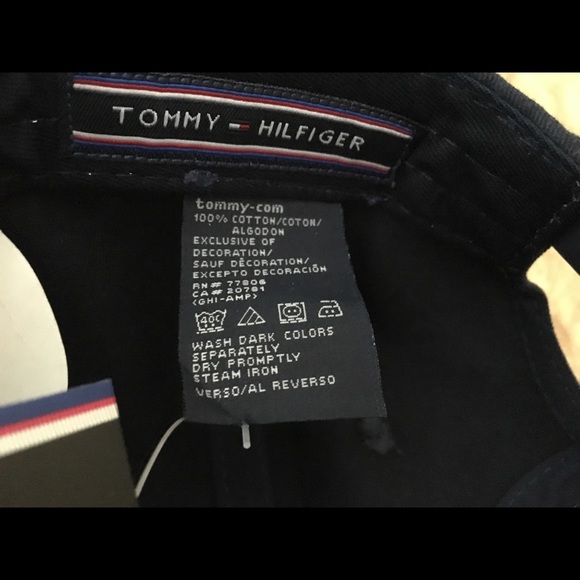 TOMMY HILFIGER
tommy.com
100% COTTON/COTON/
ALGODON
EXCLUSIVE OF
DECORATION/
SAUF DÉCORATION/
EXCEPTO DECORACIÓN
RN# 77806
CA# 20781
(GHI-AMP)
40C
WASH DARK COLORS
SEPARATELY
DRY PROMPTLY
STEAM IRON
VERSO/AL REVERSO